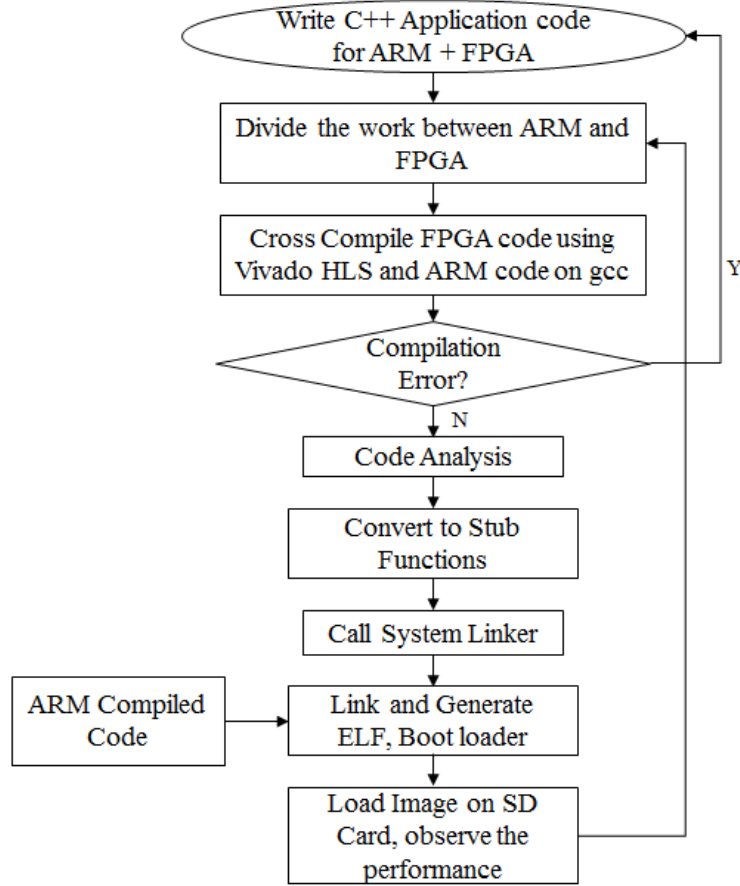 Write C++ Application code
for ARM + FPGA
Divide the work between ARM and
FPGA
Cross Compile FPGA code using
Vivado HLS and ARM code on gcc
Y
Compilation
Error?
N
Code Analysis
Convert to Stub
Functions
Call System Linker
ARM Compiled
Code
Link and Generate
ELF, Boot loader
Load Image on SD
Card, observe the
performance